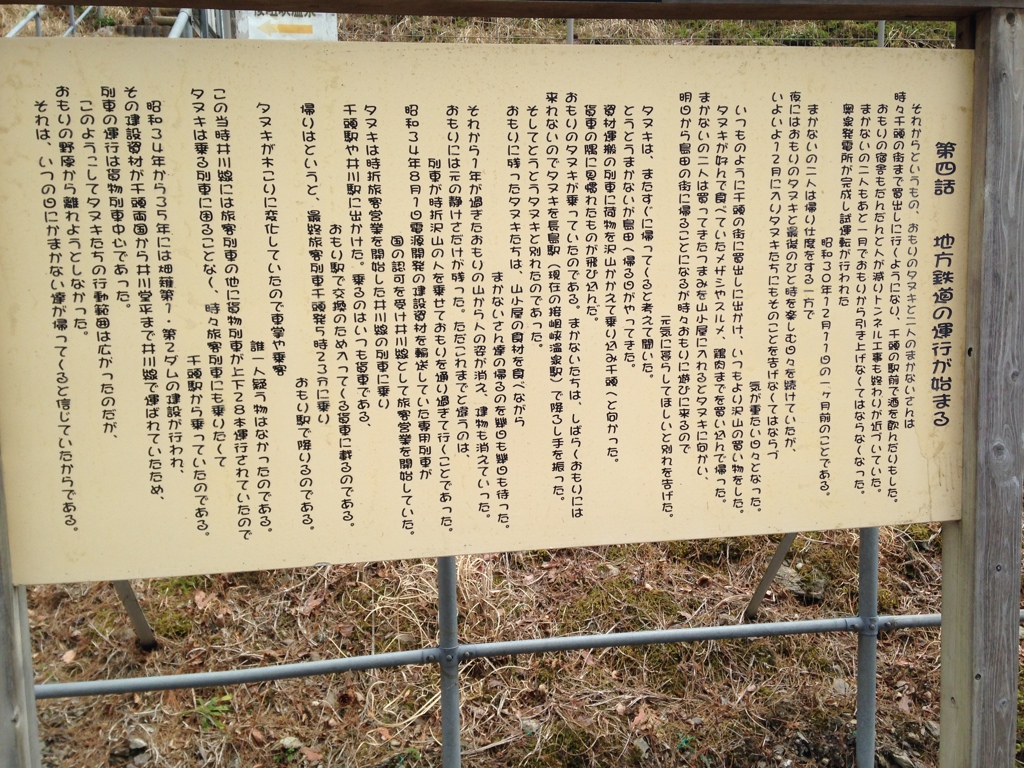 第四話 地方鉄道の運行が始まる
それからというもの、おもりのタヌキと二人のまかないさんは
時々千頭の街まで買出しに行くようになり、千頭の駅前で酒を飲んだりもした。
おもりの宿舎もだんだんと人が減りトンネル工事も終わりが近づいていた。
まかないの二人もあと一月でおもりから引き上げなくてはならなくなった。
奥泉発電所が完成し試運転が行われた
昭和30年12月11日の一ヶ月前のことである。
まかないの二人は帰り仕度をする一方で
夜にはおもりのタヌキと最後のひと時を楽しむ日々を続けていたが、
いよいよ12月に入りタヌキたちにもそのことを告げなくてはならず
気が重たい日々となった。
いつものように千頭の街に買出しに出かけ、いつもより沢山の買い物をした。
タヌキが好んで食べていたメザシやスルメ、鶏肉までを買い込んで帰った。
まかないの二人は買ってきたつまみを山小屋に入れるとタヌキに向かい、
明日から島田の街に帰ることになるが時々おもりに遊びに来るので
元気に暮らしてほしいと別れを告げた。
タヌキは、またすぐに帰ってくると考えて聞いた。
とうとうまかないが島田へ帰る日がやってきた。
資材運搬の列車に荷物を沢山かかえて乗り込み千頭へと向かった。
貨車の隅に見慣れたものが飛び込んだ。
おもりのタヌキが乗っていたのである。まかないたちは、しばらくおもりには
来れないのでタヌキを長島駅(現在の接岨峡温泉駅)で降ろし手を振った。
そしてとうとうタヌキと別れたのであった。
おもりに残ったタヌキたちは、山小屋の食材を食べながら
まかないさん達の帰るのを幾日も幾日も待った。
それから1年が過ぎたおもりの山から人の姿が消え、建物も消えていった。
おもりには元の静けさだけが残った。ただこれまでと違うのは、
列車が時折沢山の人を乗せておもりを通り過ぎて行くことであった。
昭和34年8月1日電源開発の建設資材を輸送していた専用列車が
国の認可を受け井川線として旅客営業を開始していた。
タヌキは時折旅客営業を開始した井川線の列車に乗り
千頭駅や井川駅に出かけた。乗るのはいつも貨車である、
おもり駅で交換のため入ってくる貨車に載るのである。
帰りはというと、最終旅客列車千頭発5時23分に乗り
おもり駅で降りるのである。
タヌキがきこりに変化していたので車掌や乗客
誰一人疑う物はなかったのである。
この当時井川線には旅客列車の他に貨物列車が上下28本運行されていたので
タヌキは乗る列車に困ることなく、時々旅客列車にも乗りたくて
千頭駅から乗っていたのである。
昭和34年から35年には畑薙第1・第2ダムの建設が行われ、
その建設資材が千頭両国から井川堂平まで井川線で運ばれていたため、
列車の運行は貨物列車中心であった。
このようにしてタヌキたちの行動範囲は広がったのだが、
おもりの野原から離れようとしなかった。
それは、いつの日にかまかない達が帰ってくると信じていたからである。